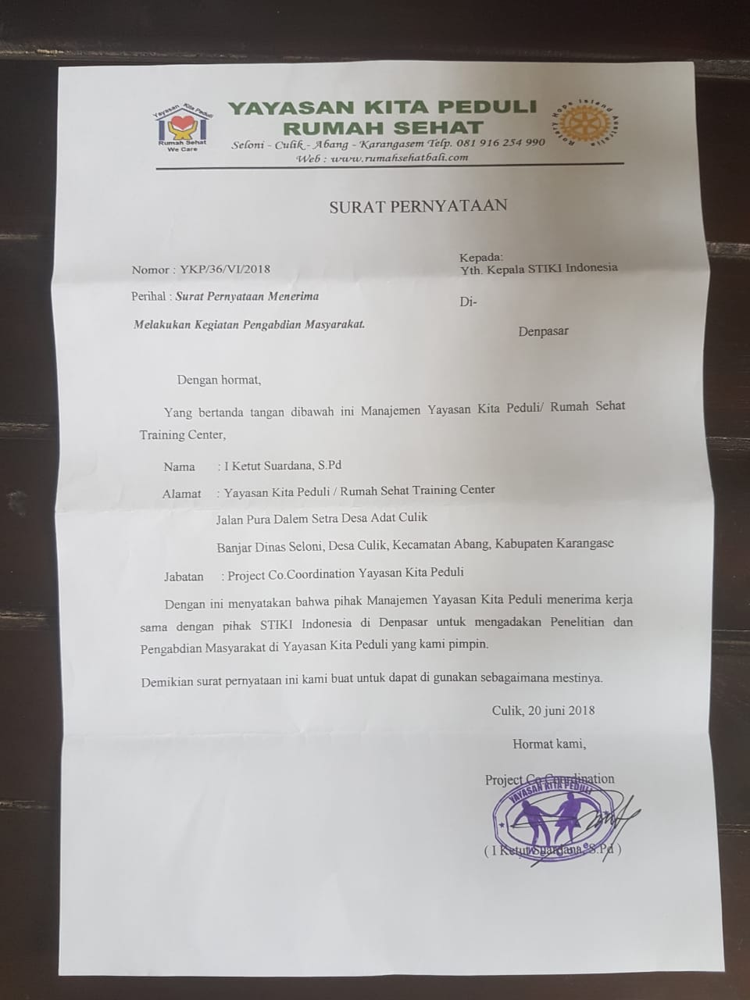 Yayasan Kita Peduli
Rumah Sehat
We Care
YAYASAN KITA PEDULI
RUMAH SEHAT
Seloni - Culik - Abang - Karangasem Telp. 081 916 254 990
Web : www.rumahsehatbali.com
Rotary Hope Island Australia
SURAT PERNYATAAN
Nomor : YKP/36/VI/2018
Perihal : Surat Pernyataan Menerima
Melakukan Kegiatan Pengabdian Masyarakat.
Kepada:
Yth. Kepala STIKI Indonesia
Di-
Denpasar
Dengan hormat,
Yang bertanda tangan dibawah ini Manajemen Yayasan Kita Peduli/ Rumah Sehat
Training Center,
Nama : I Ketut Suardana, S.Pd
Alamat : Yayasan Kita Peduli / Rumah Sehat Training Center
Jalan Pura Dalem Setra Desa Adat Culik
Banjar Dinas Seloni, Desa Culik, Kecamatan Abang, Kabupaten Karangase
Jabatan : Project Co.Coordination Yayasan Kita Peduli
Dengan ini menyatakan bahwa pihak Manajemen Yayasan Kita Peduli menerima kerja
sama dengan pihak STIKI Indonesia di Denpasar untuk mengadakan Penelitian dan
Pengabdian Masyarakat di Yayasan Kita Peduli yang kami pimpin.
Demikian surat pernyataan ini kami buat untuk dapat di gunakan sebagaimana mestinya.
Culik, 20 juni 2018
Hormat kami,
Project Co.Coordination
YAYASAN KITA PEDULI
( I Ketut Suardana, S.Pd )